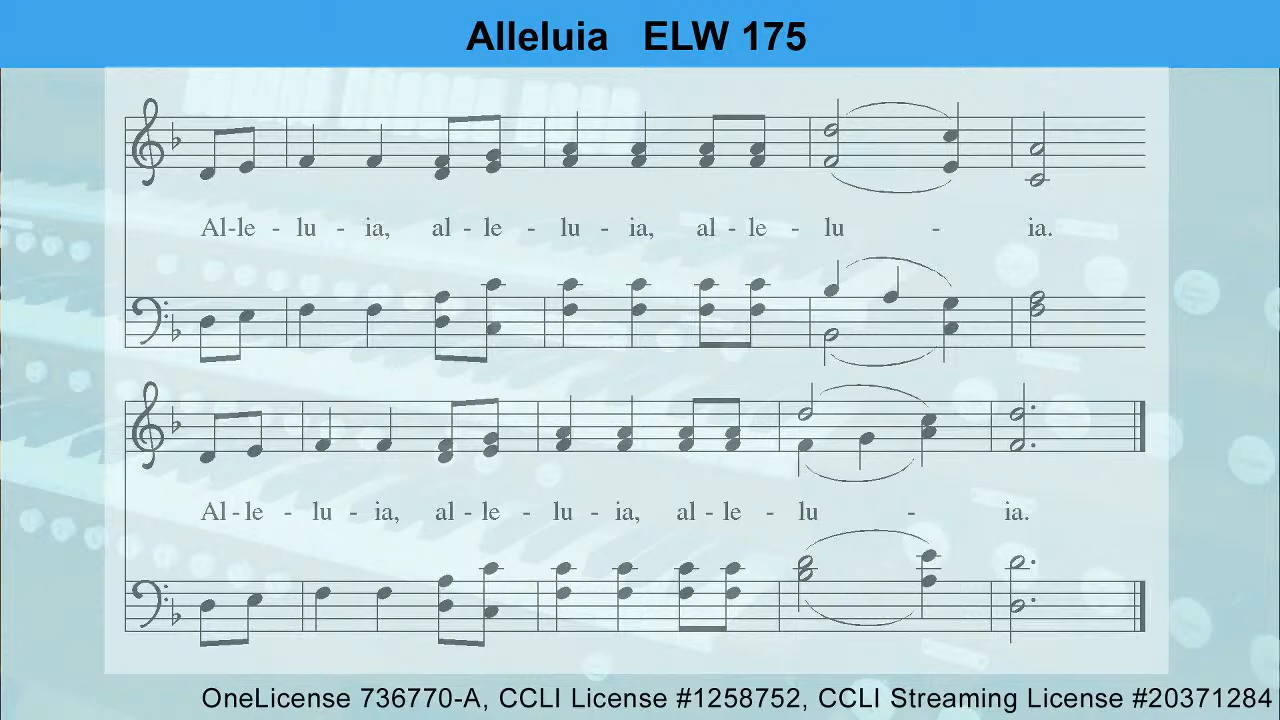 Alleluia ELW 175
Al-le - lu - ia, al - le - lu - ia, al - le - lu - ia.
Al - le - lu - ia, al - le - lu - ia, al - le - lu - ia.
OneLicense 736770-A, CCLI License #1258752, CCLI Streaming License #20371284